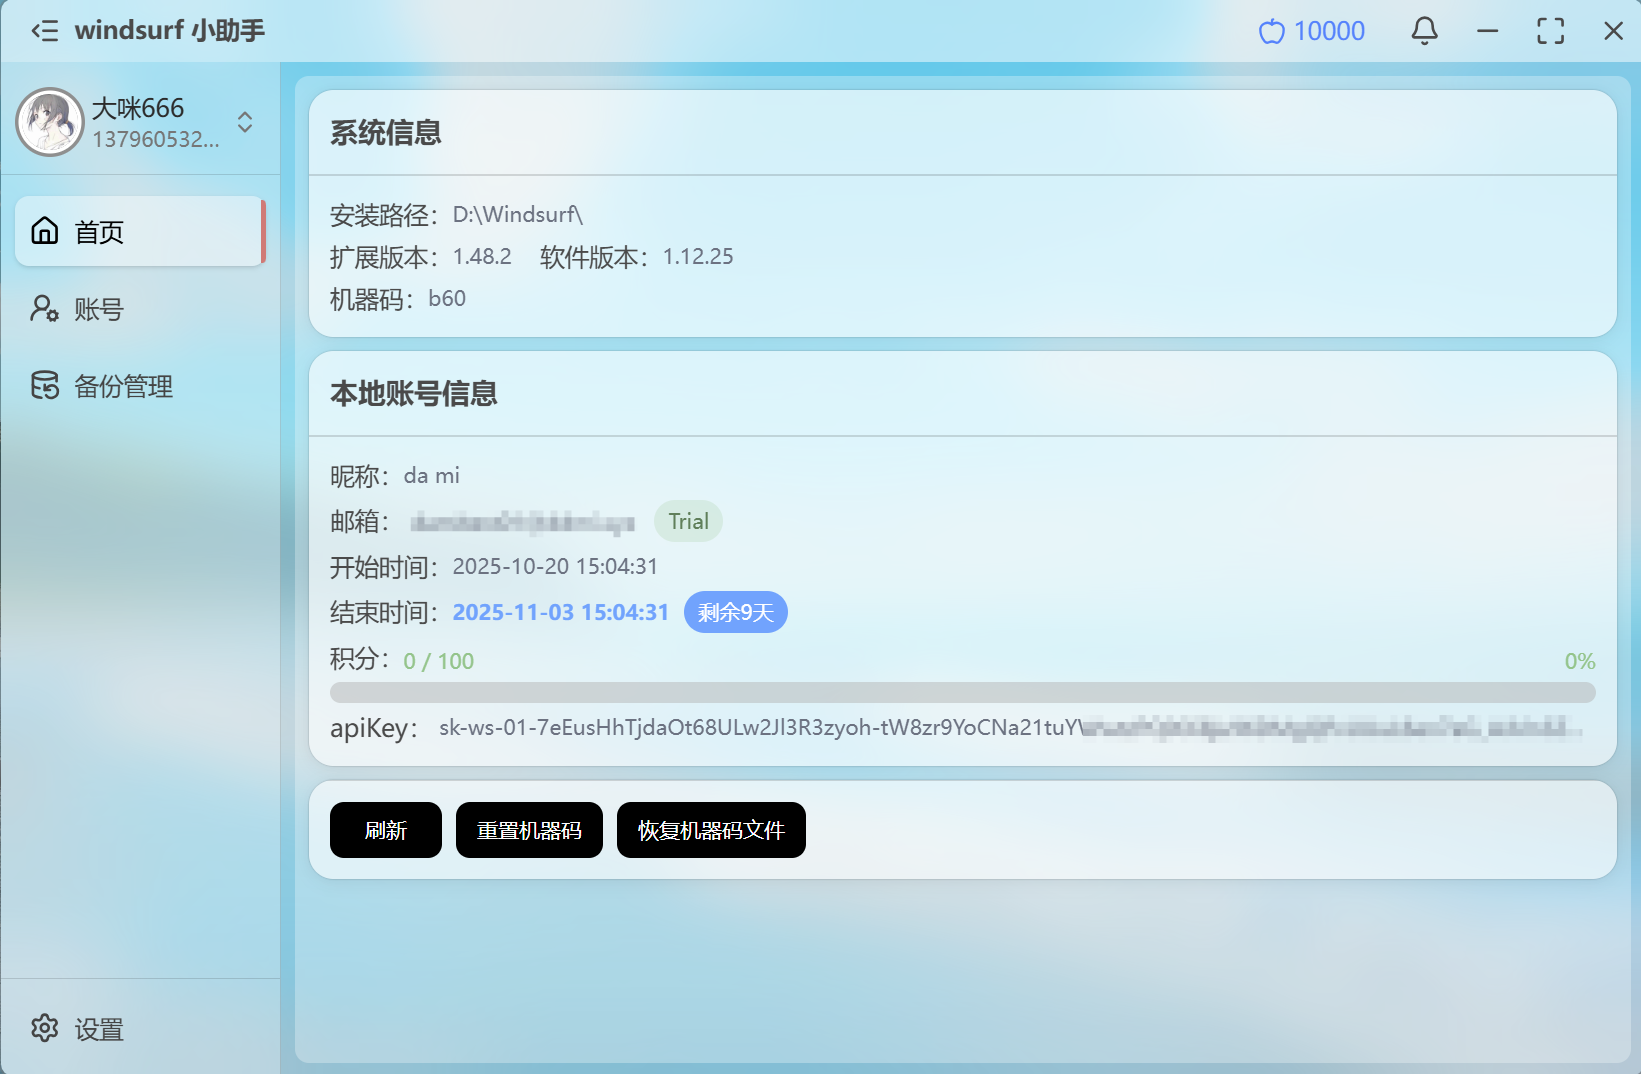 windsurf 小助手
10000
大咪666
137960532...
首页
账号
备份管理
设置
系统信息
安装路径： D:\Windsurf\
扩展版本： 1.48.2 软件版本： 1.12.25
机器码： b60
本地账号信息
昵称： da mi
邮箱： Trial
开始时间： 2025-10-20 15:04:31
结束时间： 2025-11-03 15:04:31 剩余9天
积分： 0 / 100 0%
apiKey： sk-ws-01-7eEusHhTjdaOt68ULw2Jl3R3zyoh-tW8zr9YoCNa21tuY
刷新 重置机器码 恢复机器码文件